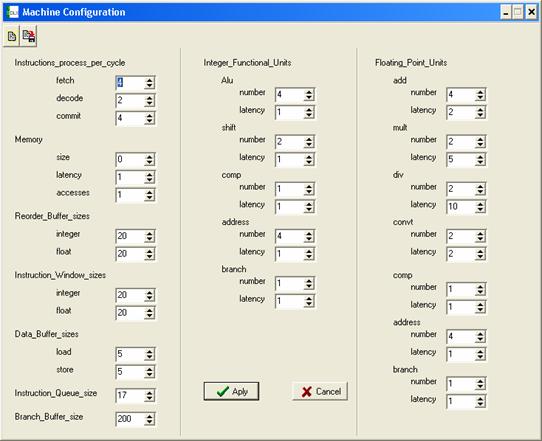 Machine Configuration
Instructions_process_per_cycle
fetch 4
decode 2
commit 4
Memory
size 0
latency 1
accesses 1
Reorder_Buffer_sizes
integer 20
float 20
Instruction_Window_sizes
integer 20
float 20
Data_Buffer_sizes
load 5
store 5
Instruction_Queue_size 17
Branch_Buffer_size 200
Integer_Functional_Units
Alu
number 4
latency 1
shift
number 2
latency 1
comp
number 1
latency 1
address
number 4
latency 1
branch
number 1
latency 1
Aply
Cancel
Floating_Point_Units
add
number 4
latency 2
mult
number 2
latency 5
div
number 2
latency 10
convt
number 2
latency 2
comp
number 1
latency 1
address
number 4
latency 1
branch
number 1
latency 1